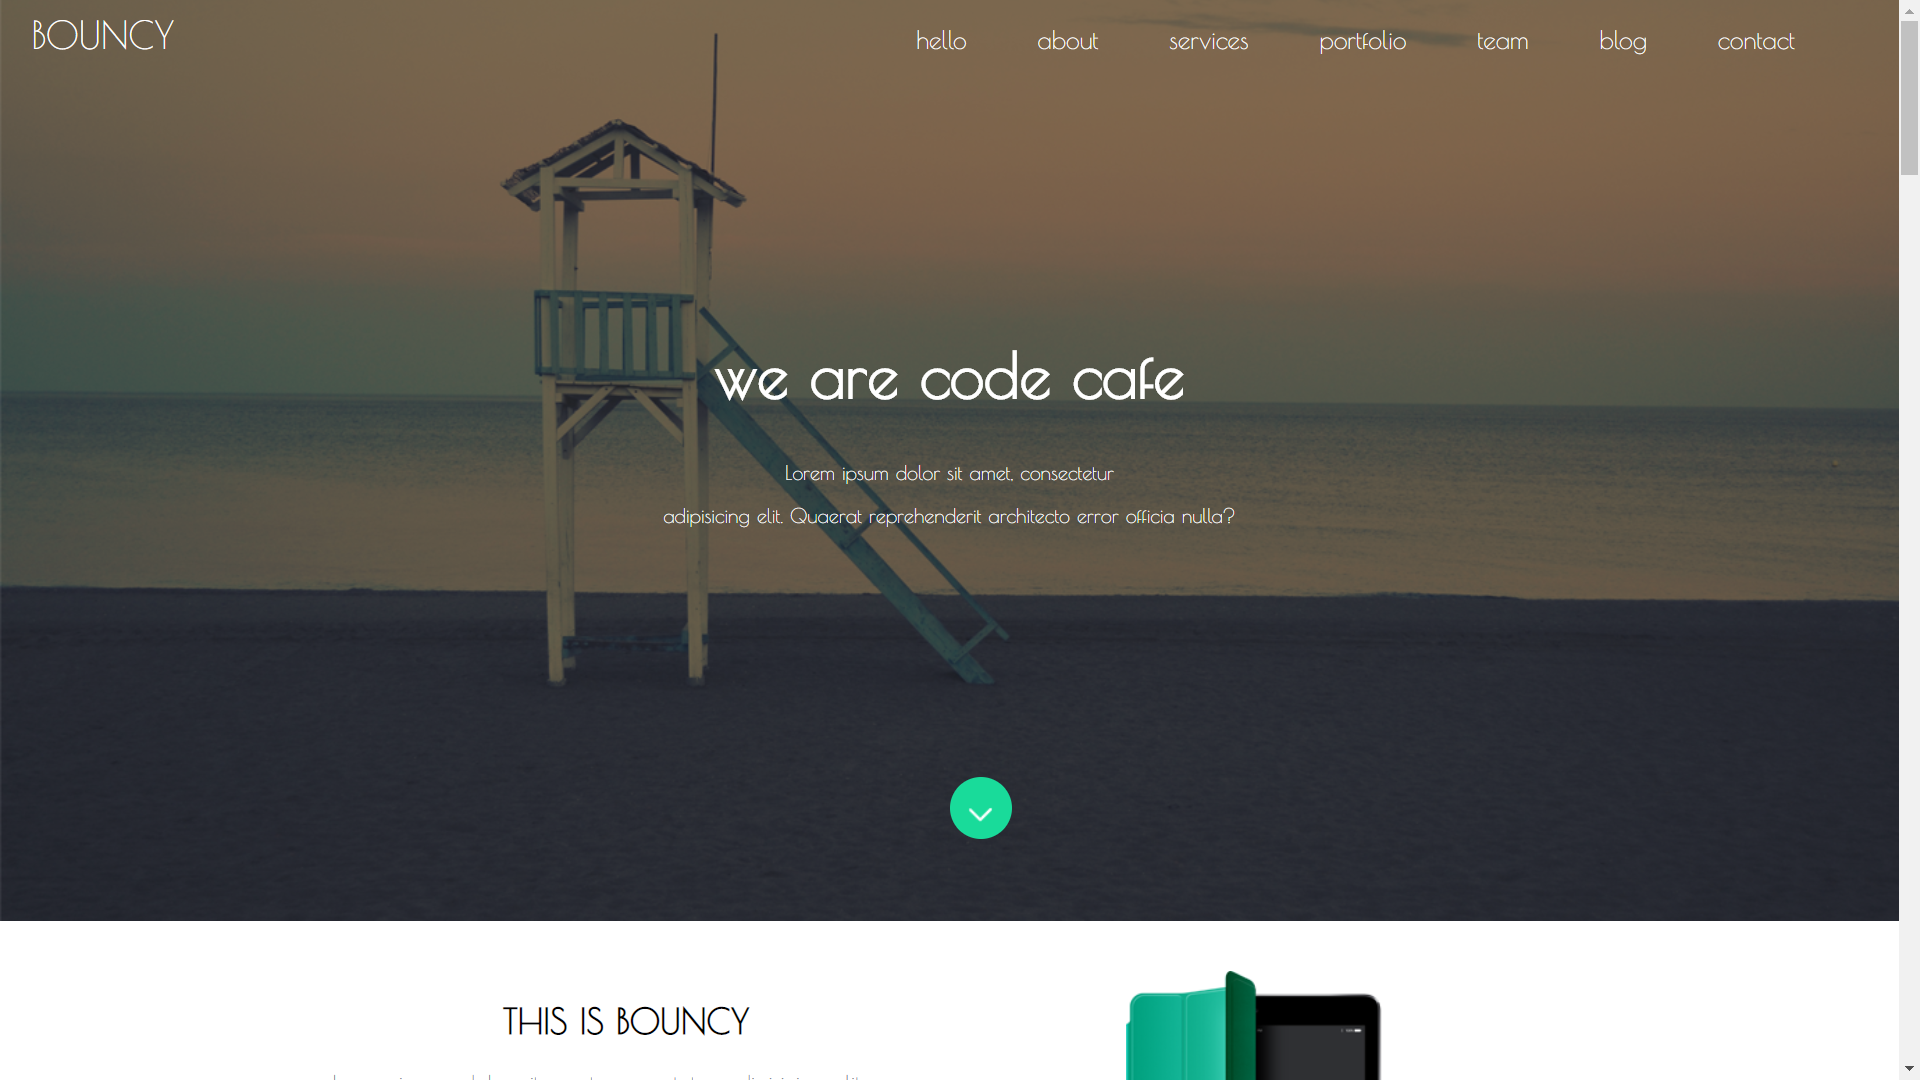 BOUNCY
hello about services portfolio team blog contact
we are code cafe
Lorem ipsum dolor sit amet, consectetur
adipisicing elit. Quaerat reprehenderit architecto error officia nulla?
THIS IS BOUNCY